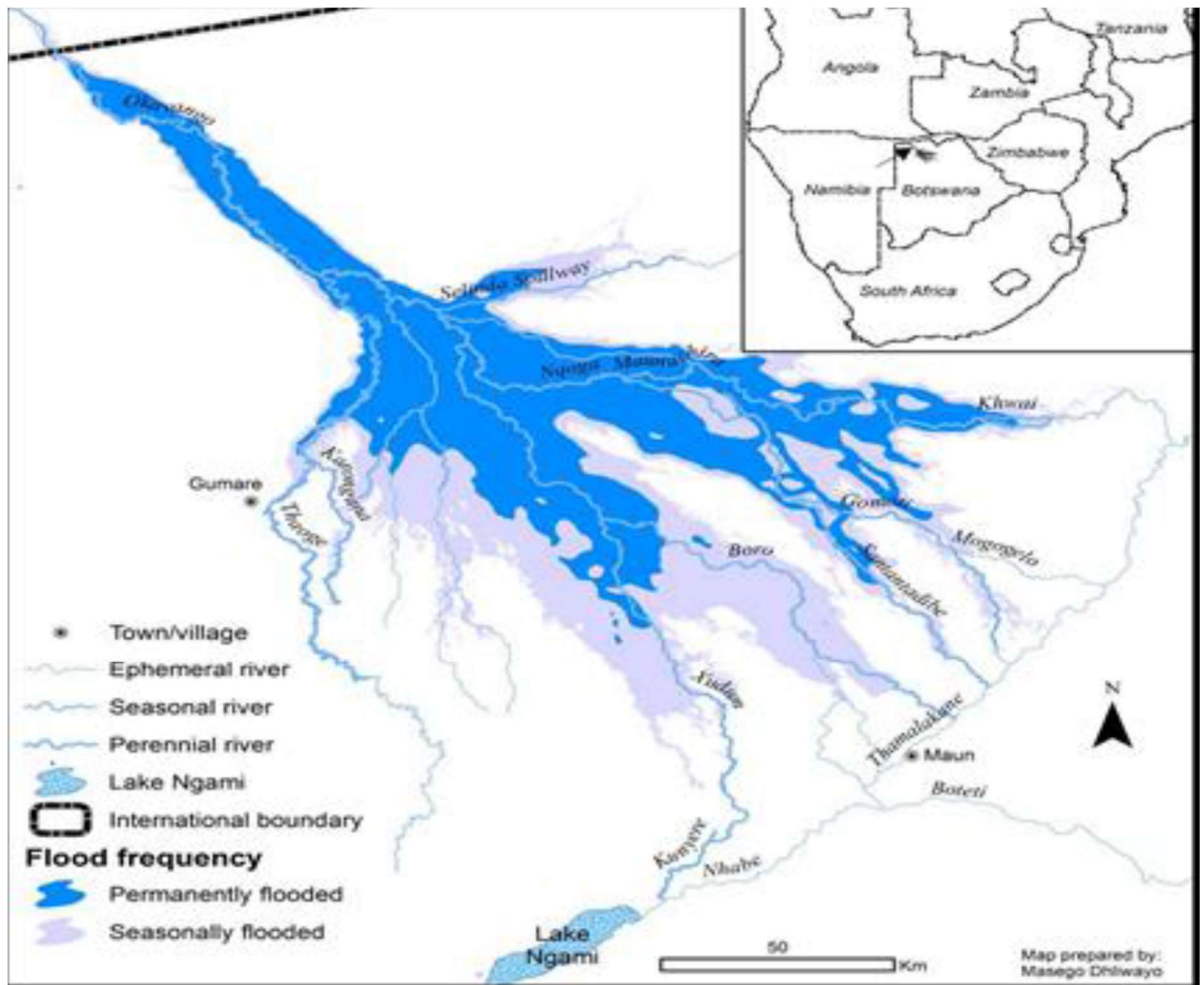 Okavango
Selinda Spillway
Nqoga
Khwai
Gumare
Thaoge
Boro
Gomoti
Mogogelo
Santantadibe
Xudum
Thamalakane
Maun
Boteti
Kunyere
Nhabe
Lake
Ngami
Town/village
Ephemeral river
Seasonal river
Perennial river
Lake Ngami
International boundary
Flood frequency
Permanently flooded
Seasonally flooded
Tanzania
Angola
Zambia
Zimbabwe
Namibia
Botswana
South Africa
N
50
Km
Map prepared by:
Masego Dhliwayo